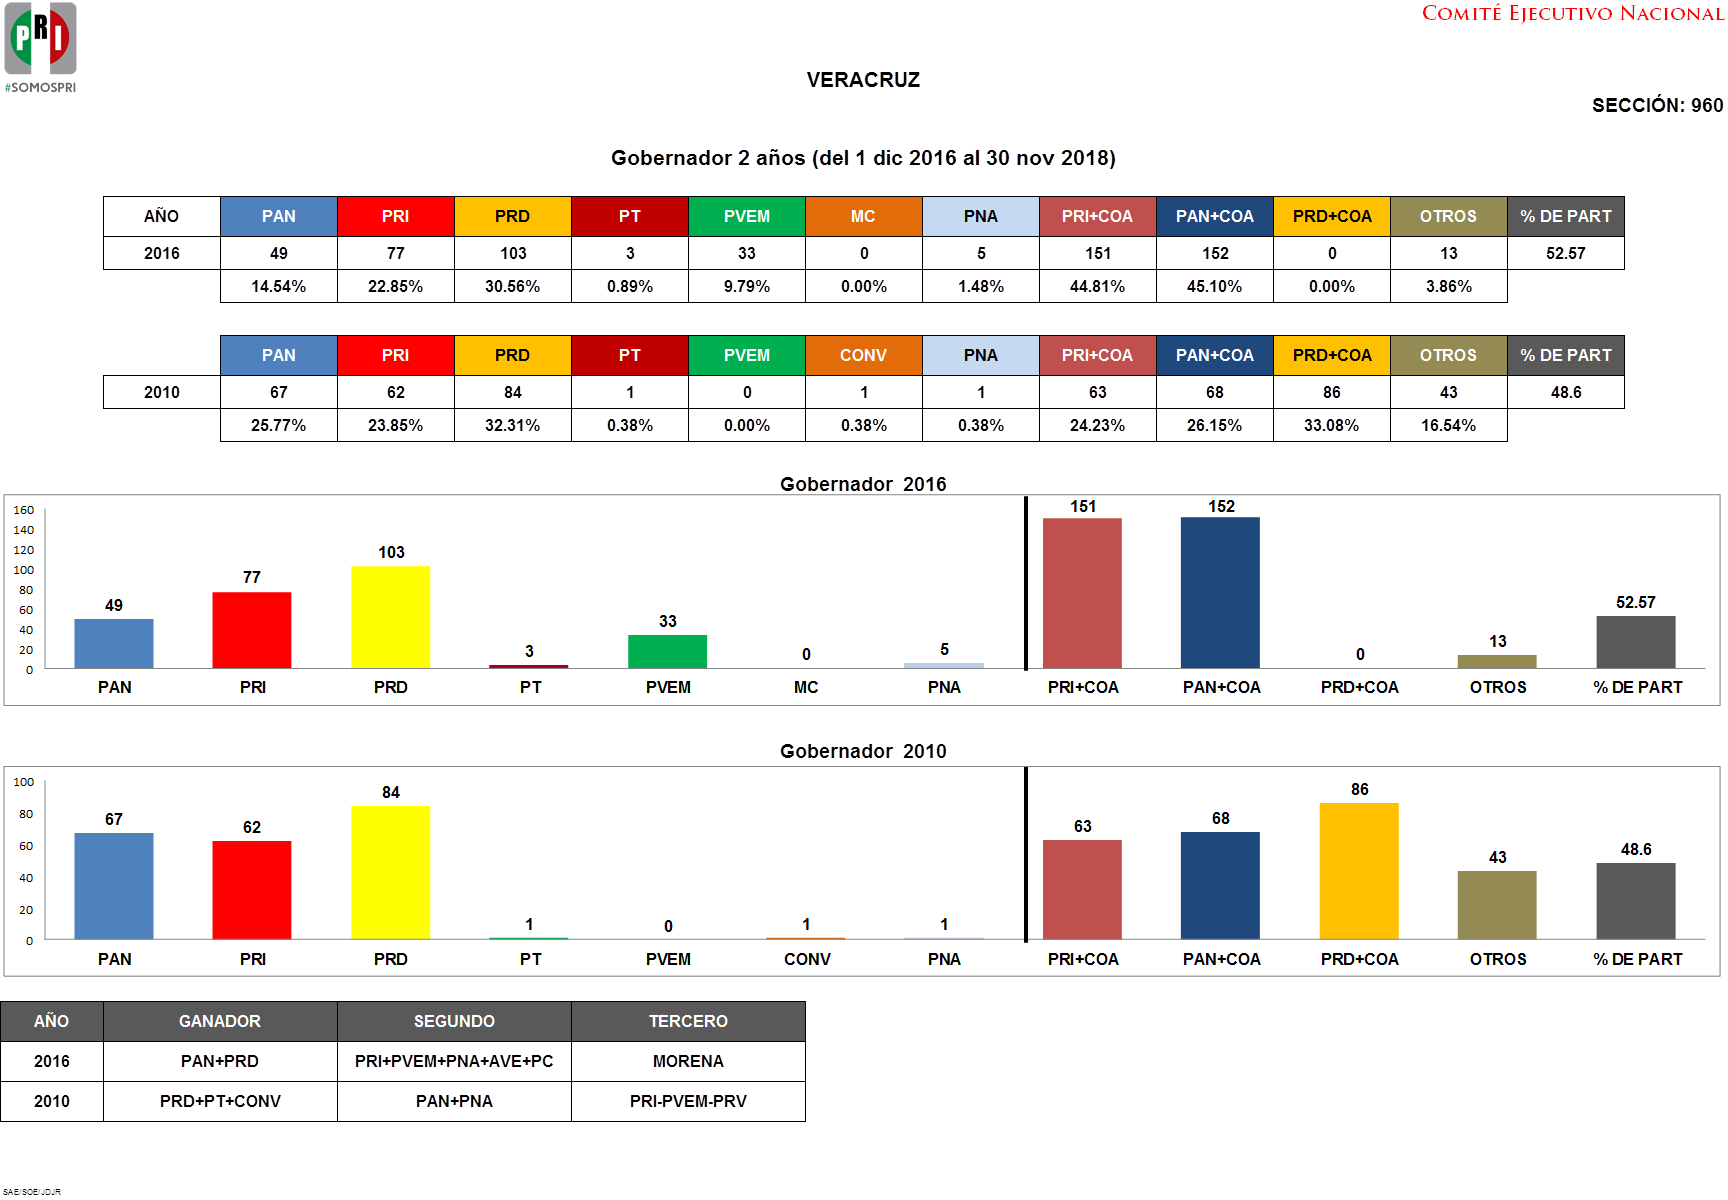 PRI
#SOMOSPRI
COMITÉ EJECUTIVO NACIONAL
VERACRUZ
SECCIÓN: 960
Gobernador 2 años (del 1 dic 2016 al 30 nov 2018)
AÑO PAN PRI PRD PT PVEM MC PNA PRI+COA PAN+COA PRD+COA OTROS % DE PART
2016 49 77 103 3 33 0 5 151 152 0 13 52.57
14.54% 22.85% 30.56% 0.89% 9.79% 0.00% 1.48% 44.81% 45.10% 0.00% 3.86%
PAN PRI PRD PT PVEM CONV PNA PRI+COA PAN+COA PRD+COA OTROS % DE PART
2010 67 62 84 1 0 1 1 63 68 86 43 48.6
25.77% 23.85% 32.31% 0.38% 0.00% 0.38% 0.38% 24.23% 26.15% 33.08% 16.54%
Gobernador 2016
160
140
120
100
80
60
40
20
0
49 77 103 3 33 0 5 151 152 0 13 52.57
PAN PRI PRD PT PVEM MC PNA PRI+COA PAN+COA PRD+COA OTROS % DE PART
Gobernador 2010
100
80
60
40
20
0
67 62 84 1 0 1 1 63 68 86 43 48.6
PAN PRI PRD PT PVEM CONV PNA PRI+COA PAN+COA PRD+COA OTROS % DE PART
AÑO GANADOR SEGUNDO TERCERO
2016 PAN+PRD PRI+PVEM+PNA+AVE+PC MORENA
2010 PRD+PT+CONV PAN+PNA PRI-PVEM-PRV
SAE/SOE/JDJR